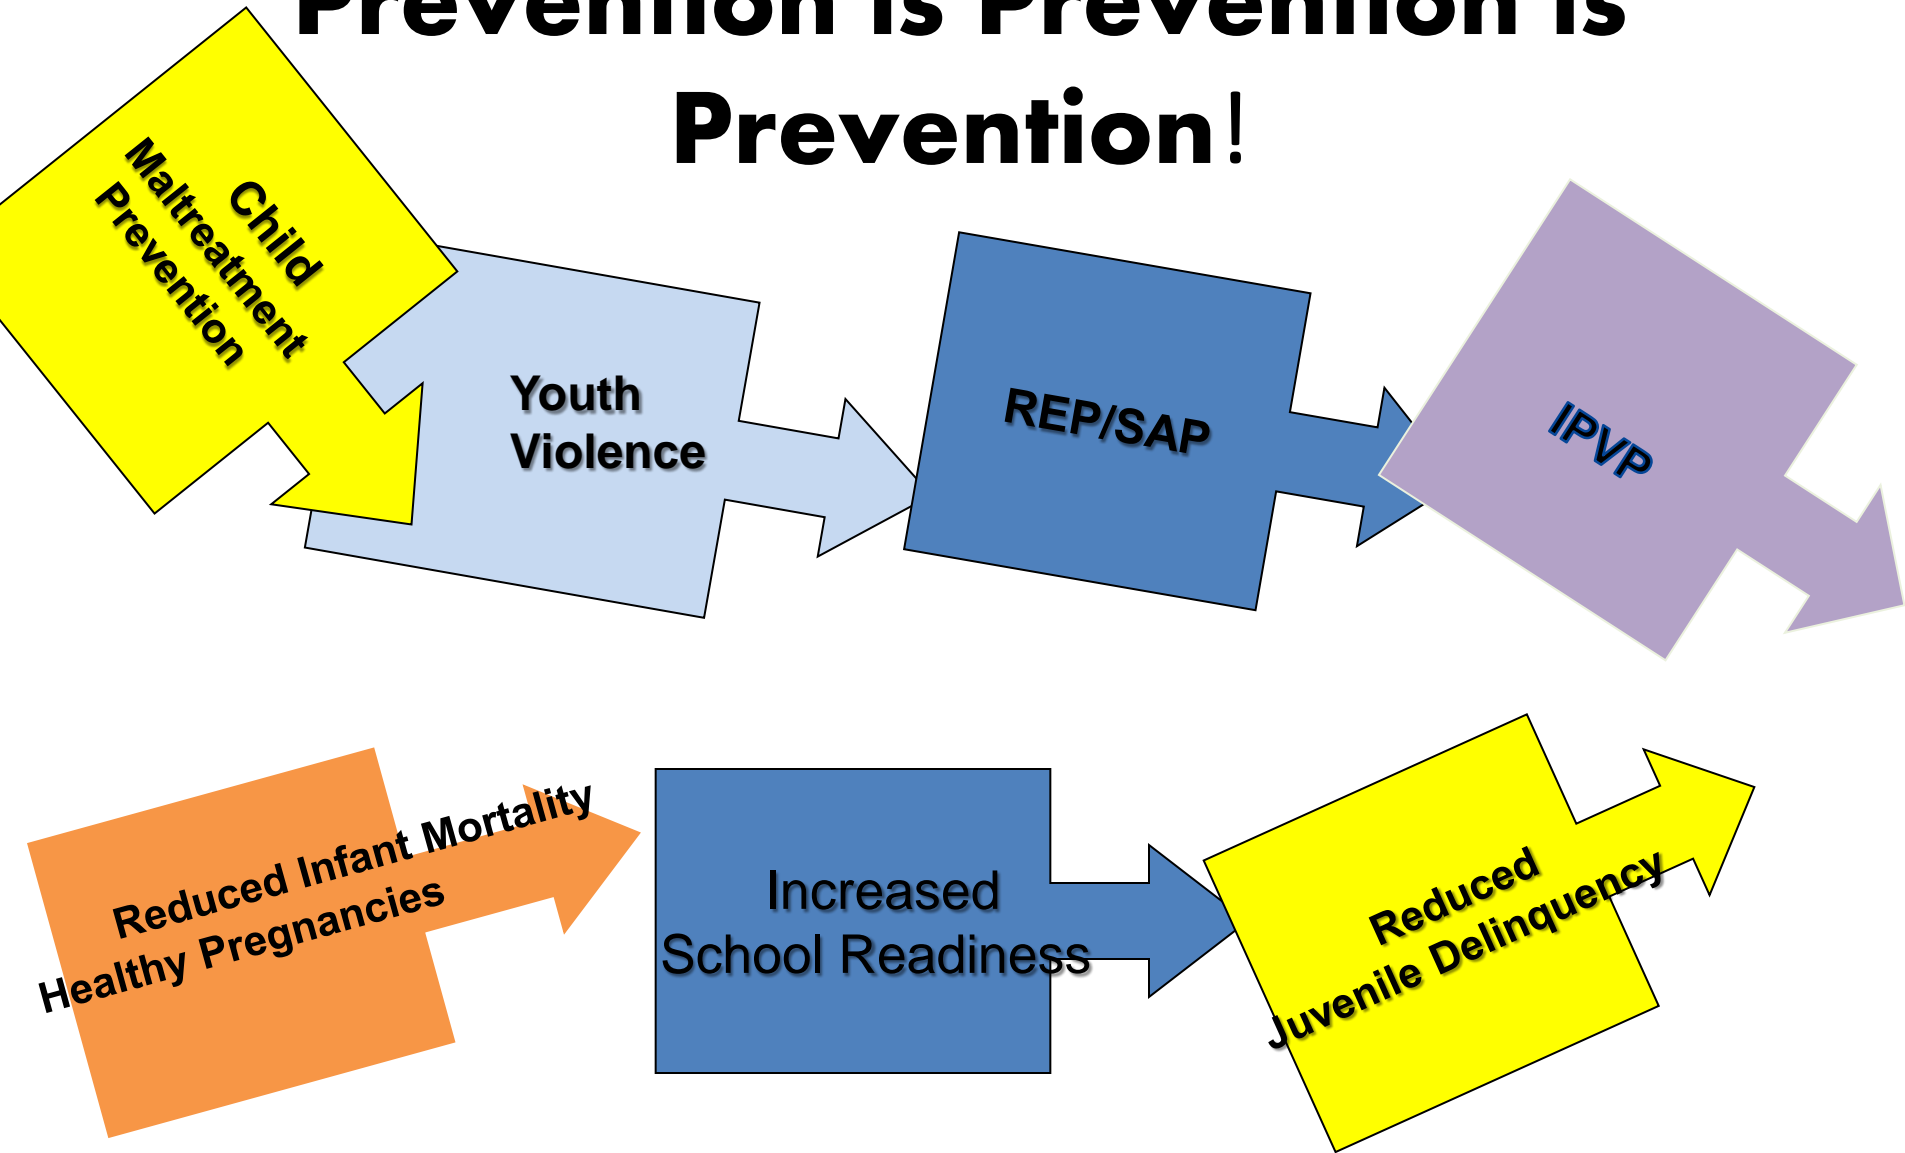 Prevention is Prevention is
Prevention!
Child
Maltreatment
Prevention
Youth
Violence
REP/SAP
IPVP
Reduced Infant Mortality
Healthy Pregnancies
Increased
School Readiness
Reduced
Juvenile Delinquency